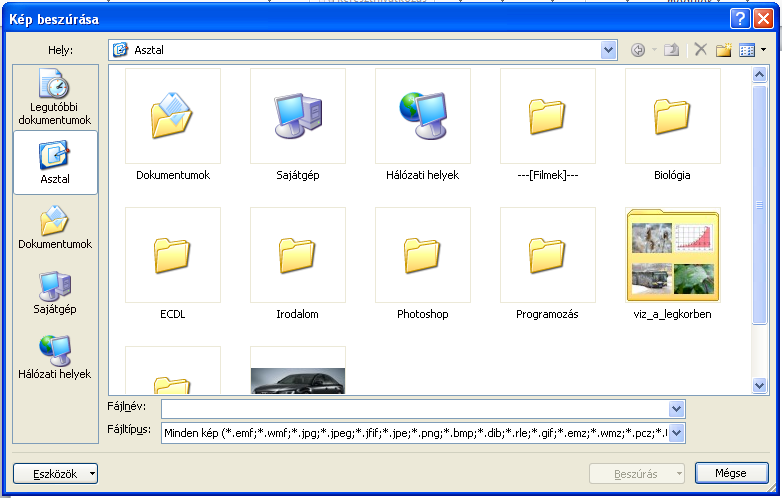 Kép beszúrása
Hely:
Asztal
Legutóbbi
dokumentumok
Asztal
Dokumentumok
Sajátgép
Hálózati helyek
Dokumentumok
Sajátgép
Hálózati helyek
---[Filmek]---
Biológia
ECDL
Irodalom
Photoshop
Programozás
viz_a_legkorben
Fájlnév:
Fájltípus:
Minden kép (*.emf;*.wmf;*.jpg;*.jpeg;*.jfif;*.jpe;*.png;*.bmp;*.dib;*.rle;*.gif;*.emz;*.wmz;*.pcz;*.
Eszközök
Beszúrás
Mégse